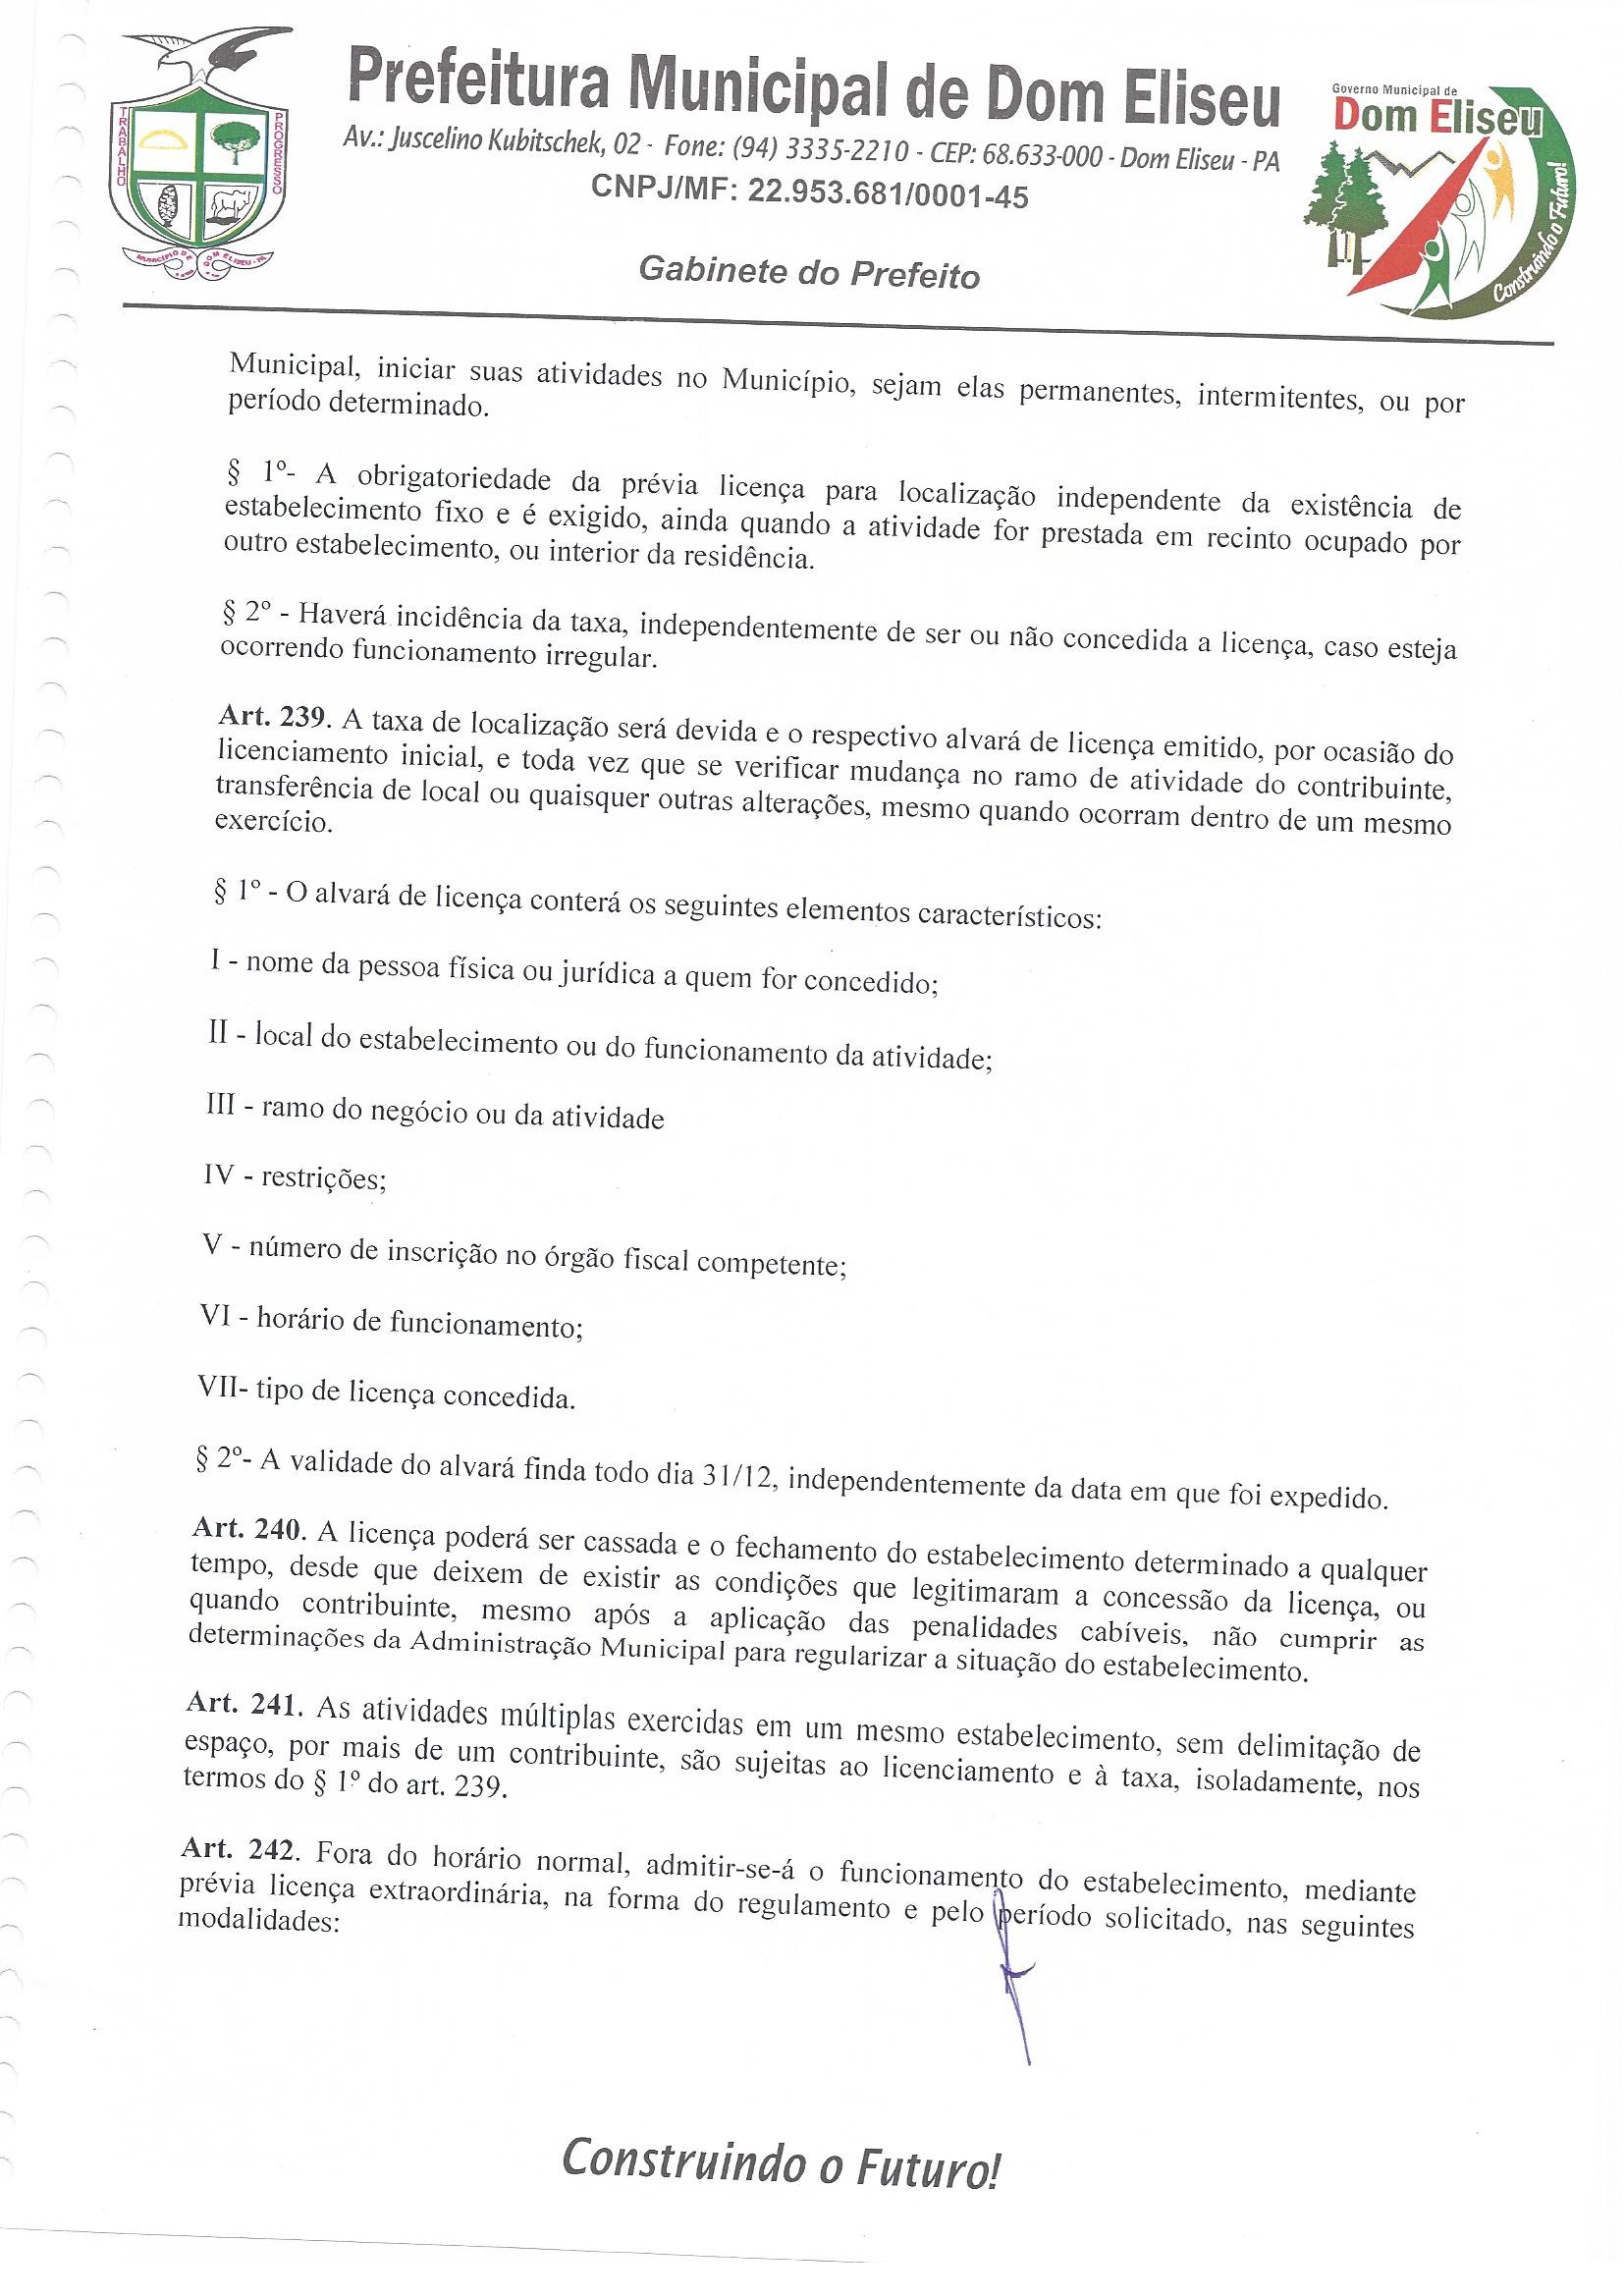 Prefeitura Municipal de Dom Eliseu
Av.: Juscelino Kubitschek, 02 - Fone: (94) 3335-2210 - CEP: 68.633-000 - Dom Eliseu - PA
CNPJ/MF: 22.953.681/0001-45
Gabinete do Prefeito
TRABALHO
PROGRESSO
MUNICÍPIO DE DOM ELISEU - PA
Governo Municipal de
Dom Eliseu
Construindo o Futuro!
Municipal, iniciar suas atividades no Município, sejam elas permanentes, intermitentes, ou por
período determinado.
§ 1º- A obrigatoriedade da prévia licença para localização independente da existência de
estabelecimento fixo e é exigido, ainda quando a atividade for prestada em recinto ocupado por
outro estabelecimento, ou interior da residência.
§ 2º - Haverá incidência da taxa, independentemente de ser ou não concedida a licença, caso esteja
ocorrendo funcionamento irregular.
Art. 239. A taxa de localização será devida e o respectivo alvará de licença emitido, por ocasião do
licenciamento inicial, e toda vez que se verificar mudança no ramo de atividade do contribuinte,
transferência de local ou quaisquer outras alterações, mesmo quando ocorram dentro de um mesmo
exercício.
§ 1º - O alvará de licença conterá os seguintes elementos característicos:
I - nome da pessoa física ou jurídica a quem for concedido;
II - local do estabelecimento ou do funcionamento da atividade;
III - ramo do negócio ou da atividade
IV - restrições;
V - número de inscrição no órgão fiscal competente;
VI - horário de funcionamento;
VII- tipo de licença concedida.
§ 2º- A validade do alvará finda todo dia 31/12, independentemente da data em que foi expedido.
Art. 240. A licença poderá ser cassada e o fechamento do estabelecimento determinado a qualquer
tempo, desde que deixem de existir as condições que legitimaram a concessão da licença, ou
quando contribuinte, mesmo após a aplicação das penalidades cabíveis, não cumprir as
determinações da Administração Municipal para regularizar a situação do estabelecimento.
Art. 241. As atividades múltiplas exercidas em um mesmo estabelecimento, sem delimitação de
espaço, por mais de um contribuinte, são sujeitas ao licenciamento e à taxa, isoladamente, nos
termos do § 1º do art. 239.
Art. 242. Fora do horário normal, admitir-se-á o funcionamento do estabelecimento, mediante
prévia licença extraordinária, na forma do regulamento e pelo período solicitado, nas seguintes
modalidades:
Construindo o Futuro!